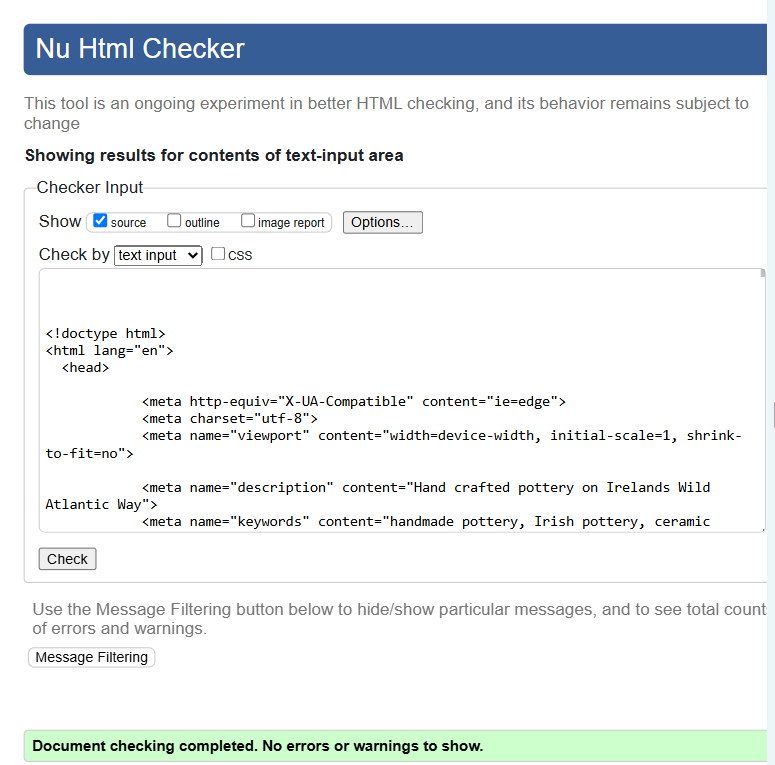 Nu Html Checker
This tool is an ongoing experiment in better HTML checking, and its behavior remains subject to
change
Showing results for contents of text-input area
Checker Input
Show source outline image report Options...
Check by text input css
<!doctype html>
<html lang="en">
<head>
<meta http-equiv="X-UA-Compatible" content="ie=edge">
<meta charset="utf-8">
<meta name="viewport" content="width=device-width, initial-scale=1, shrink-
to-fit=no">
<meta name="description" content="Hand crafted pottery on Irelands Wild
Atlantic Way">
<meta name="keywords" content="handmade pottery, Irish pottery, ceramic
Check
Use the Message Filtering button below to hide/show particular messages, and to see total count
of errors and warnings.
Message Filtering
Document checking completed. No errors or warnings to show.